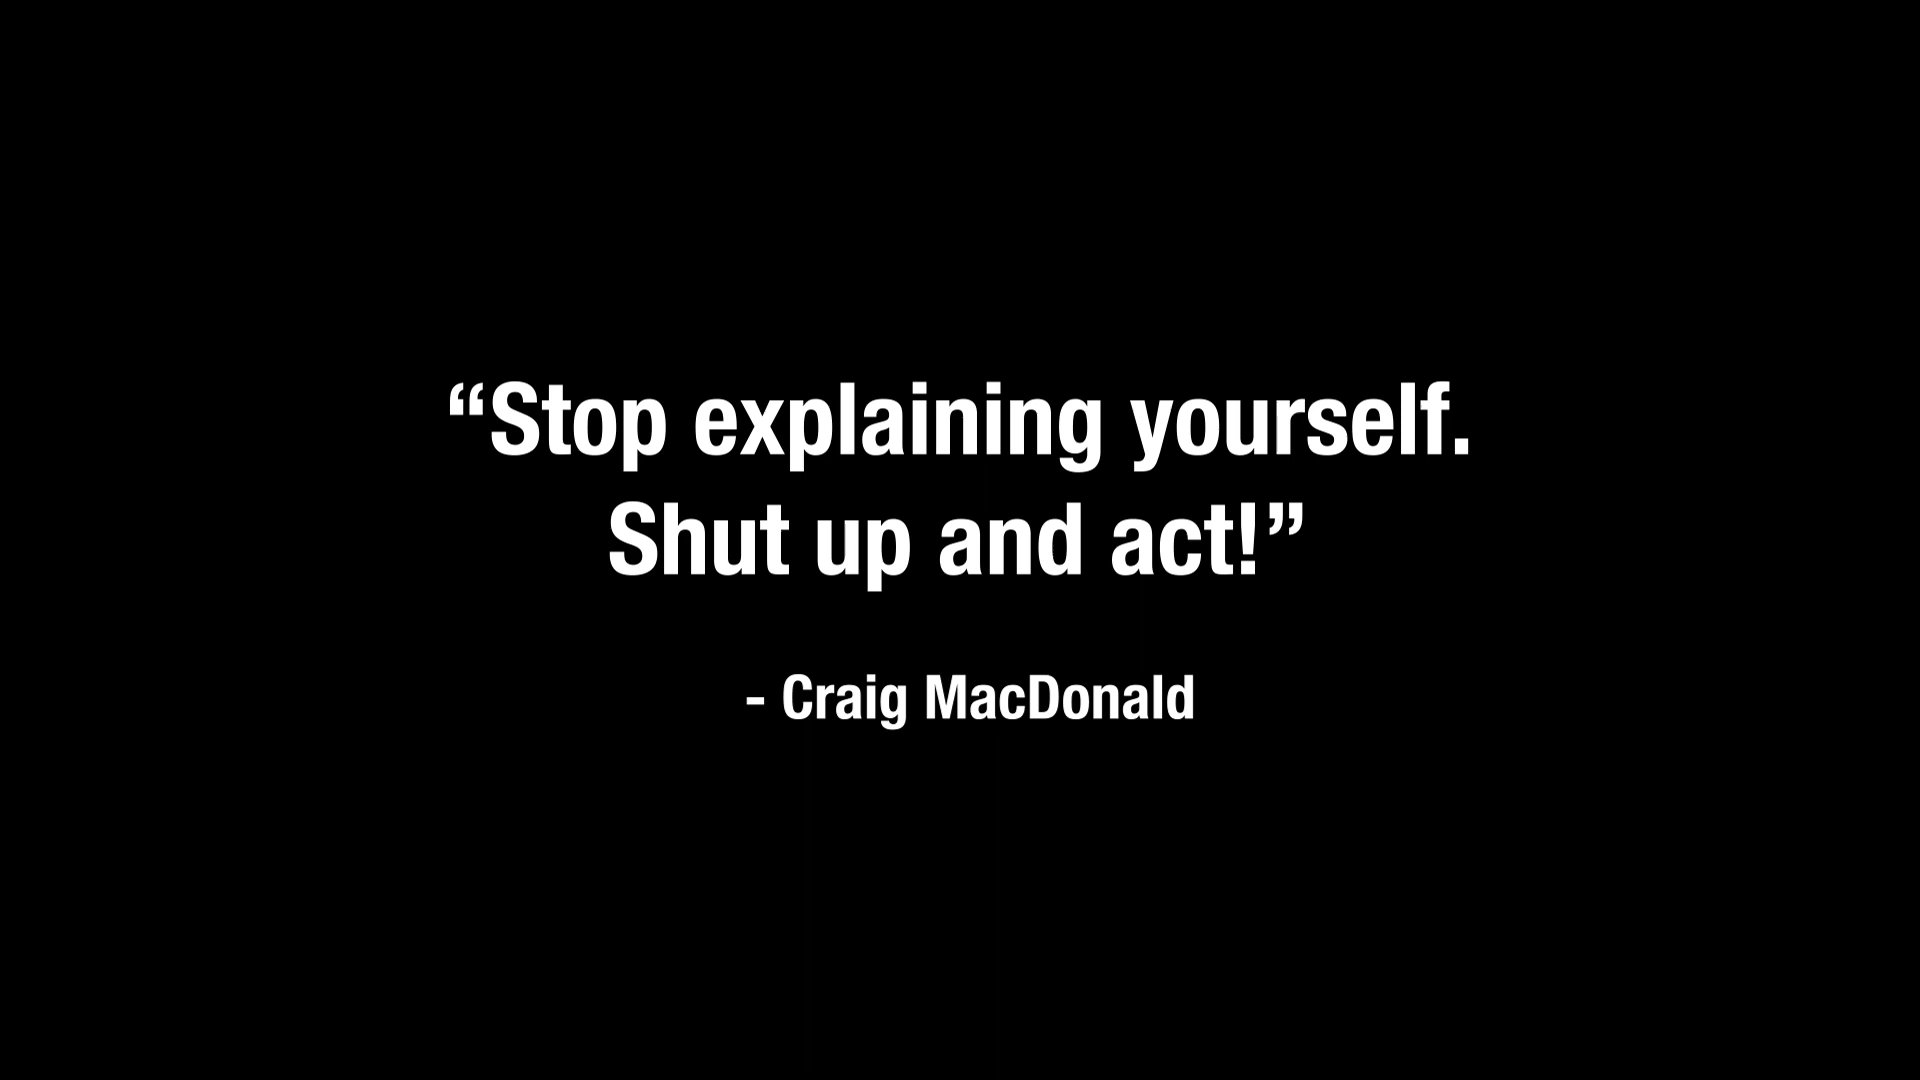 “Stop explaining yourself.
Shut up and act!”
- Craig MacDonald